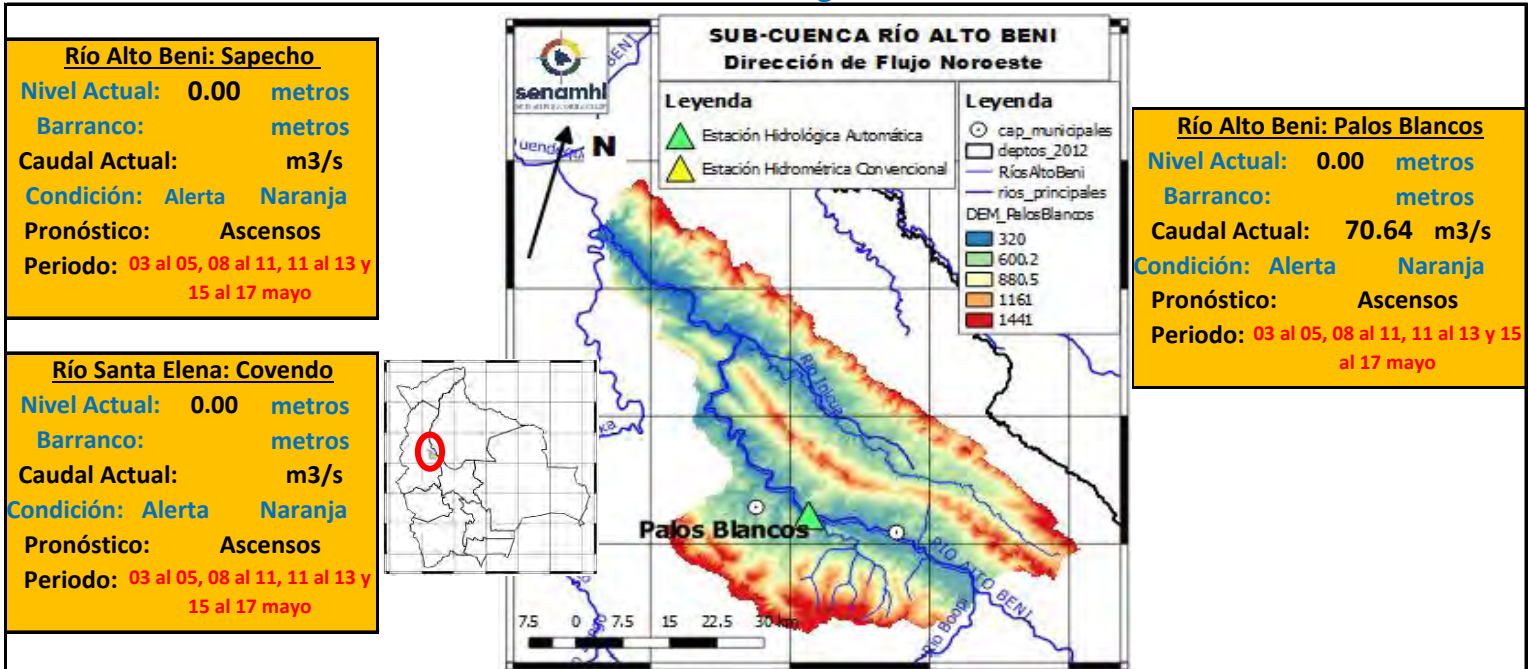 Río Alto Beni: Sapecho
Nivel Actual: 0.00 metros
Barranco: metros
Caudal Actual: m3/s
Condición: Alerta Naranja
Pronóstico: Ascensos
Periodo: 03 al 05, 08 al 11, 11 al 13 y
15 al 17 mayo
Río Santa Elena: Covendo
Nivel Actual: 0.00 metros
Barranco: metros
Caudal Actual: m3/s
Condición: Alerta Naranja
Pronóstico: Ascensos
Periodo: 03 al 05, 08 al 11, 11 al 13 y
15 al 17 mayo
senamhi
SUB-CUENCA RÍO ALTO BENI
Dirección de Flujo Noroeste
Leyenda
Estación Hidrológica Automática
Estación Hidrométrica Convencional
Leyenda
cap_municipales
deptos_2012
RíosAltoBeni
rios_principales
DEM_PalosBlancos
320
600.2
880.5
1161
1441
BENI
N
Palos Blancos
RIO ALTO BENI
7.5 0 7.5 15 22.5 30 km
Río Alto Beni: Palos Blancos
Nivel Actual: 0.00 metros
Barranco: metros
Caudal Actual: 70.64 m3/s
Condición: Alerta Naranja
Pronóstico: Ascensos
Periodo: 03 al 05, 08 al 11, 11 al 13 y 15
al 17 mayo